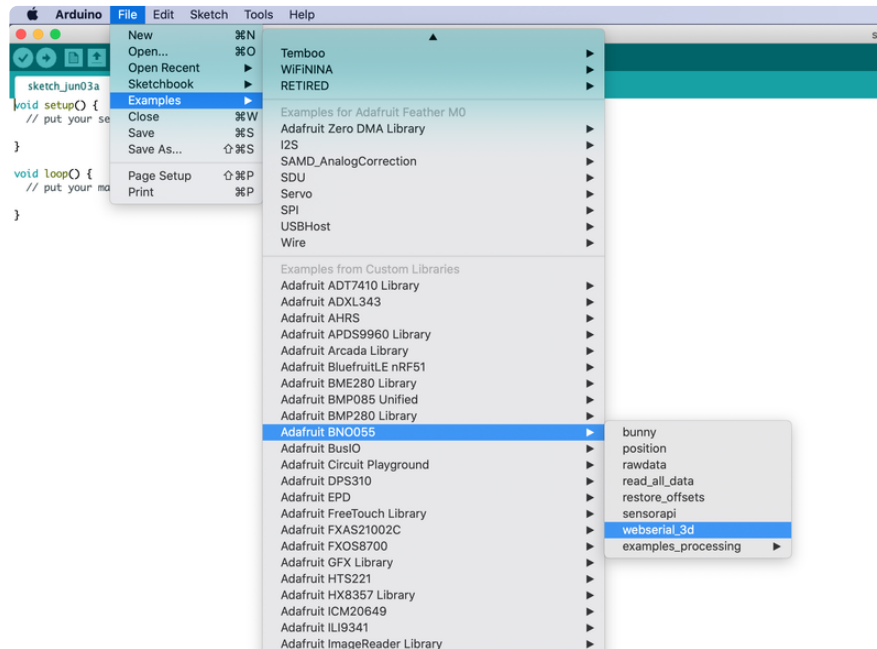 Arduino File Edit Sketch Tools Help
s
New ⌘N
Open... ⌘O
Open Recent ▶
Sketchbook ▶
Examples ▶
Close ⌘W
Save ⌘S
Save As... ⇧⌘S
Page Setup ⇧⌘P
Print ⌘P
sketch_jun03a
void setup() {
// put your se
}
void loop() {
// put your ma
}
▲
Temboo ▶
WiFiNINA ▶
RETIRED ▶
Examples for Adafruit Feather M0
Adafruit Zero DMA Library ▶
I2S ▶
SAMD_AnalogCorrection ▶
SDU ▶
Servo ▶
SPI ▶
USBHost ▶
Wire ▶
Examples from Custom Libraries
Adafruit ADT7410 Library ▶
Adafruit ADXL343 ▶
Adafruit AHRS ▶
Adafruit APDS9960 Library ▶
Adafruit Arcada Library ▶
Adafruit BluefruitLE nRF51 ▶
Adafruit BME280 Library ▶
Adafruit BMP085 Unified ▶
Adafruit BMP280 Library ▶
Adafruit BNO055 ▶
Adafruit BusIO ▶
Adafruit Circuit Playground ▶
Adafruit DPS310 ▶
Adafruit EPD ▶
Adafruit FreeTouch Library ▶
Adafruit FXAS21002C ▶
Adafruit FXOS8700 ▶
Adafruit GFX Library ▶
Adafruit HTS221 ▶
Adafruit HX8357 Library ▶
Adafruit ICM20649 ▶
Adafruit ILI9341 ▶
Adafruit ImageReader Library ▶
bunny
position
rawdata
read_all_data
restore_offsets
sensorapi
webserial_3d
examples_processing ▶